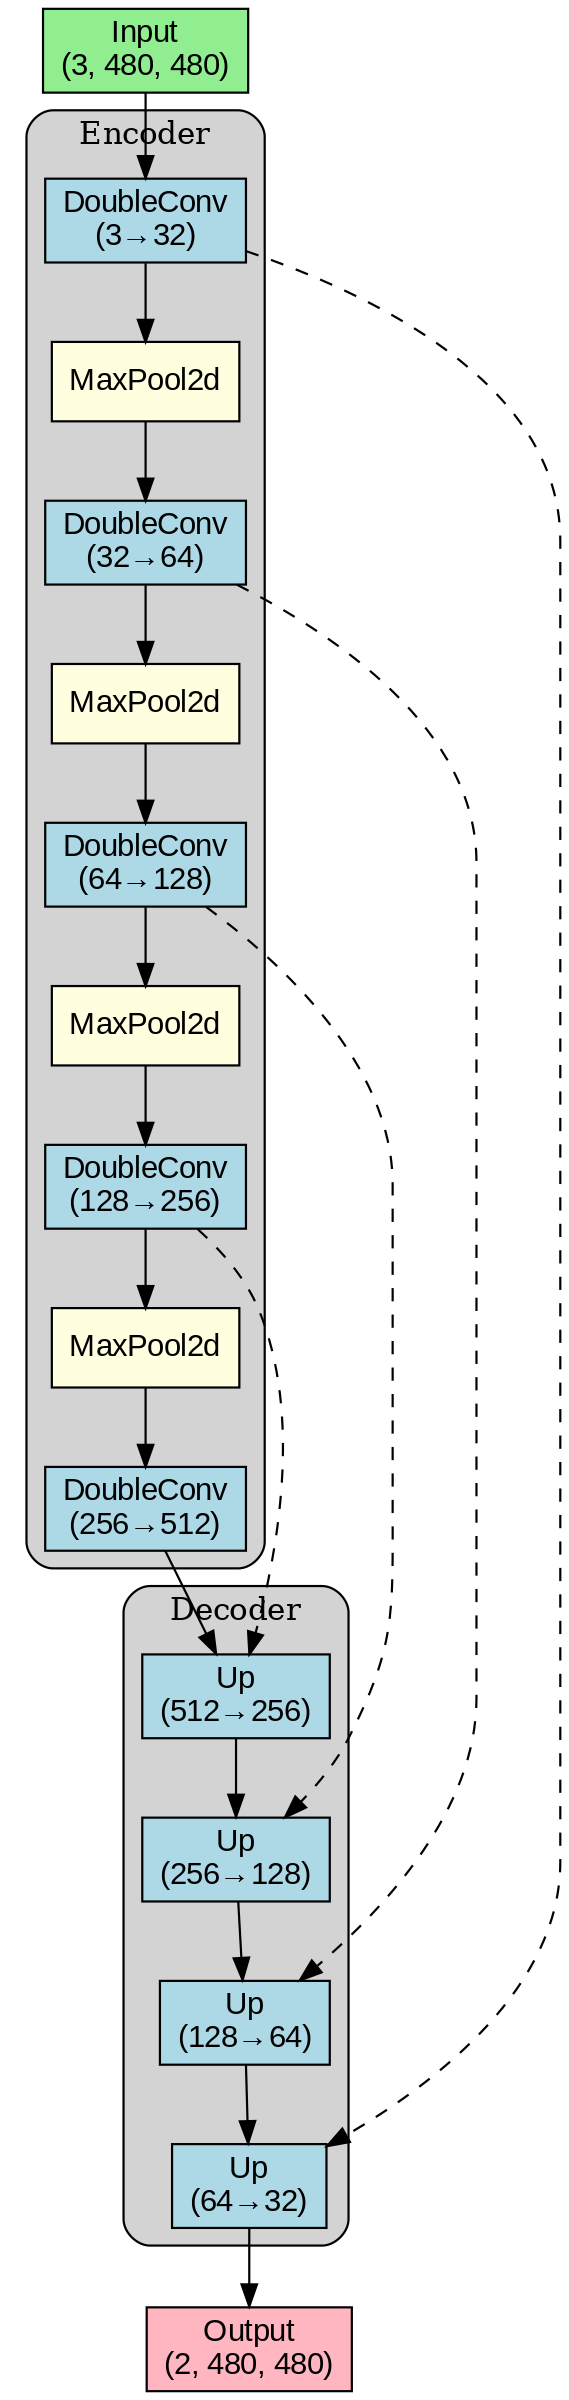 Input
(3, 480, 480)
Encoder
DoubleConv
(3→32)
MaxPool2d
DoubleConv
(32→64)
MaxPool2d
DoubleConv
(64→128)
MaxPool2d
DoubleConv
(128→256)
MaxPool2d
DoubleConv
(256→512)
Decoder
Up
(512→256)
Up
(256→128)
Up
(128→64)
Up
(64→32)
Output
(2, 480, 480)